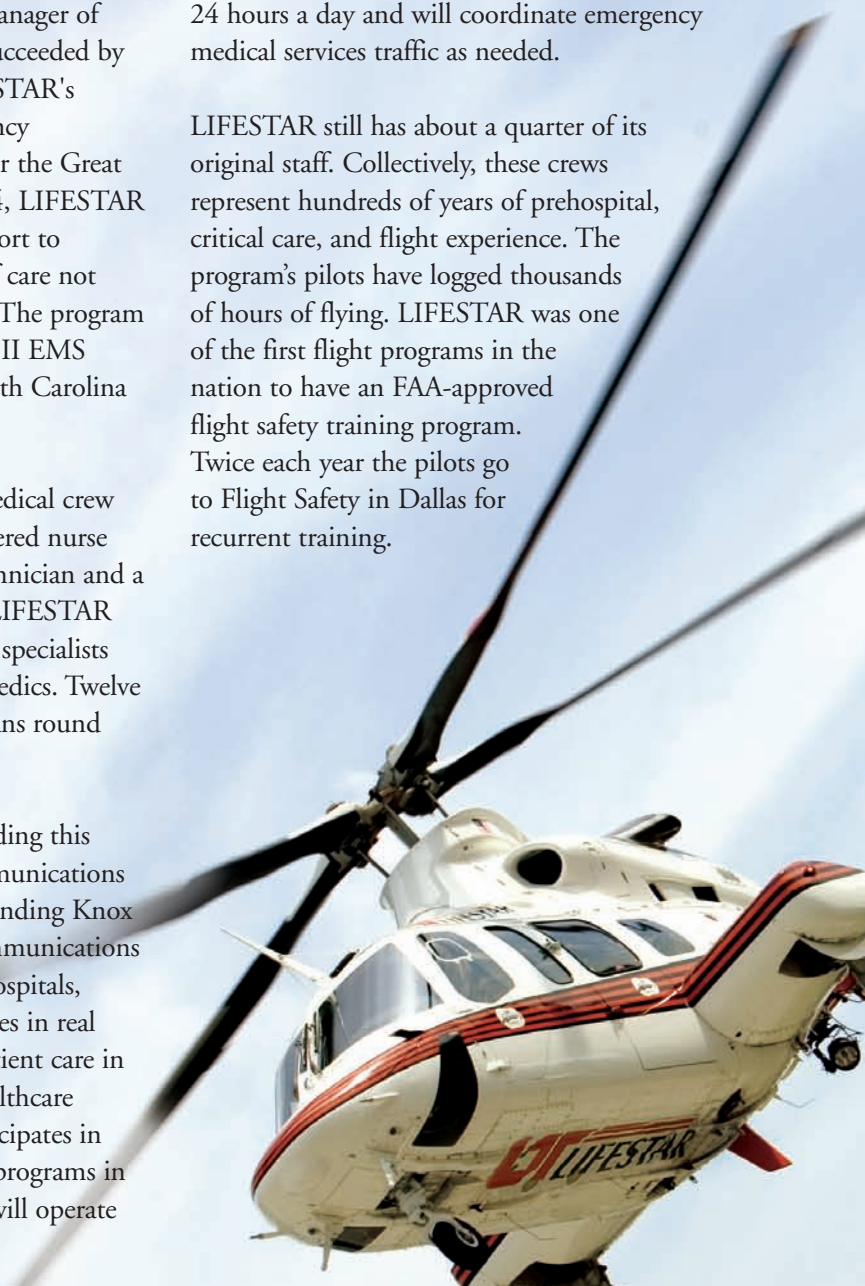 anager of
ucceeded by
STAR's
ncy
r the Great
4, LIFESTAR
ort to
f care not
The program
II EMS
th Carolina
edical crew
ered nurse
hnician and a
LIFESTAR
specialists
edics. Twelve
ns round
ding this
munications
nding Knox
mmunications
ospitals,
es in real
ient care in
lthcare
cipates in
programs in
will operate
24 hours a day and will coordinate emergency
medical services traffic as needed.
LIFESTAR still has about a quarter of its
original staff. Collectively, these crews
represent hundreds of years of prehospital,
critical care, and flight experience. The
program’s pilots have logged thousands
of hours of flying. LIFESTAR was one
of the first flight programs in the
nation to have an FAA-approved
flight safety training program.
Twice each year the pilots go
to Flight Safety in Dallas for
recurrent training.
LIFESTAR
UT LIFESTAR